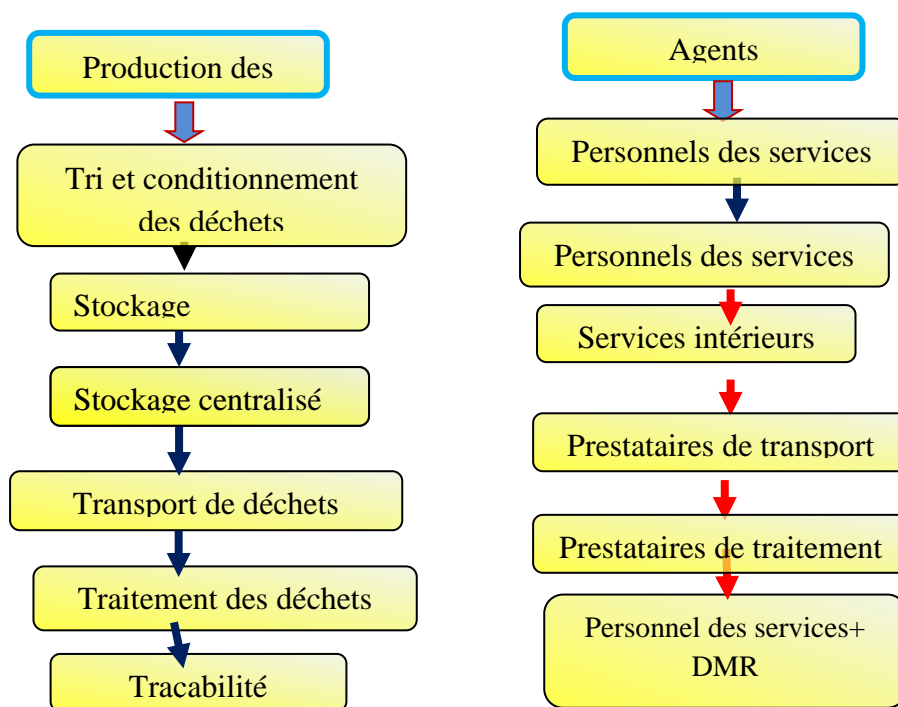 Production des
Tri et conditionnement
des déchets
Stockage
Stockage centralisé
Transport de déchets
Traitement des déchets
Tracabilité
Agents
Personnels des services
Personnels des services
Services intérieurs
Prestataires de transport
Prestataires de traitement
Personnel des services+
DMR